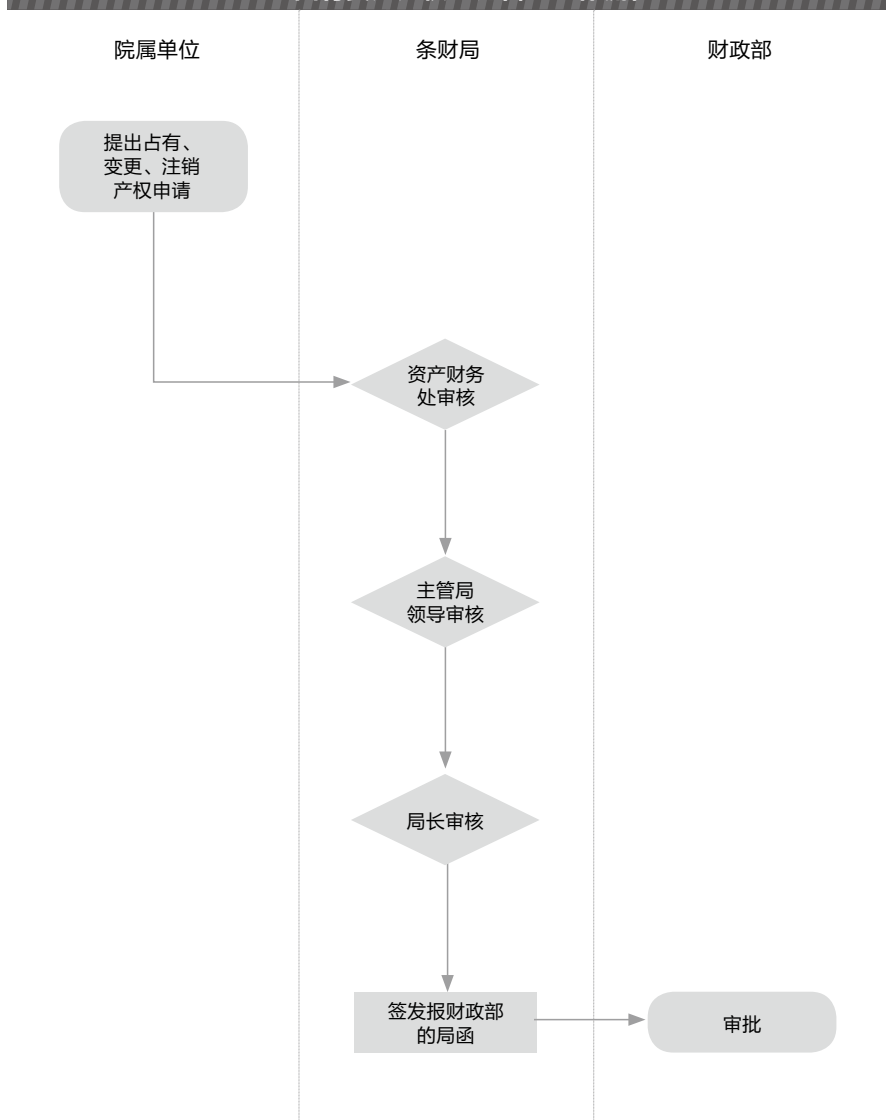 院属单位
条财局
财政部
提出占有、
变更、注销
产权申请
资产财务
处审核
主管局
领导审核
局长审核
签发报财政部
的局函
审批